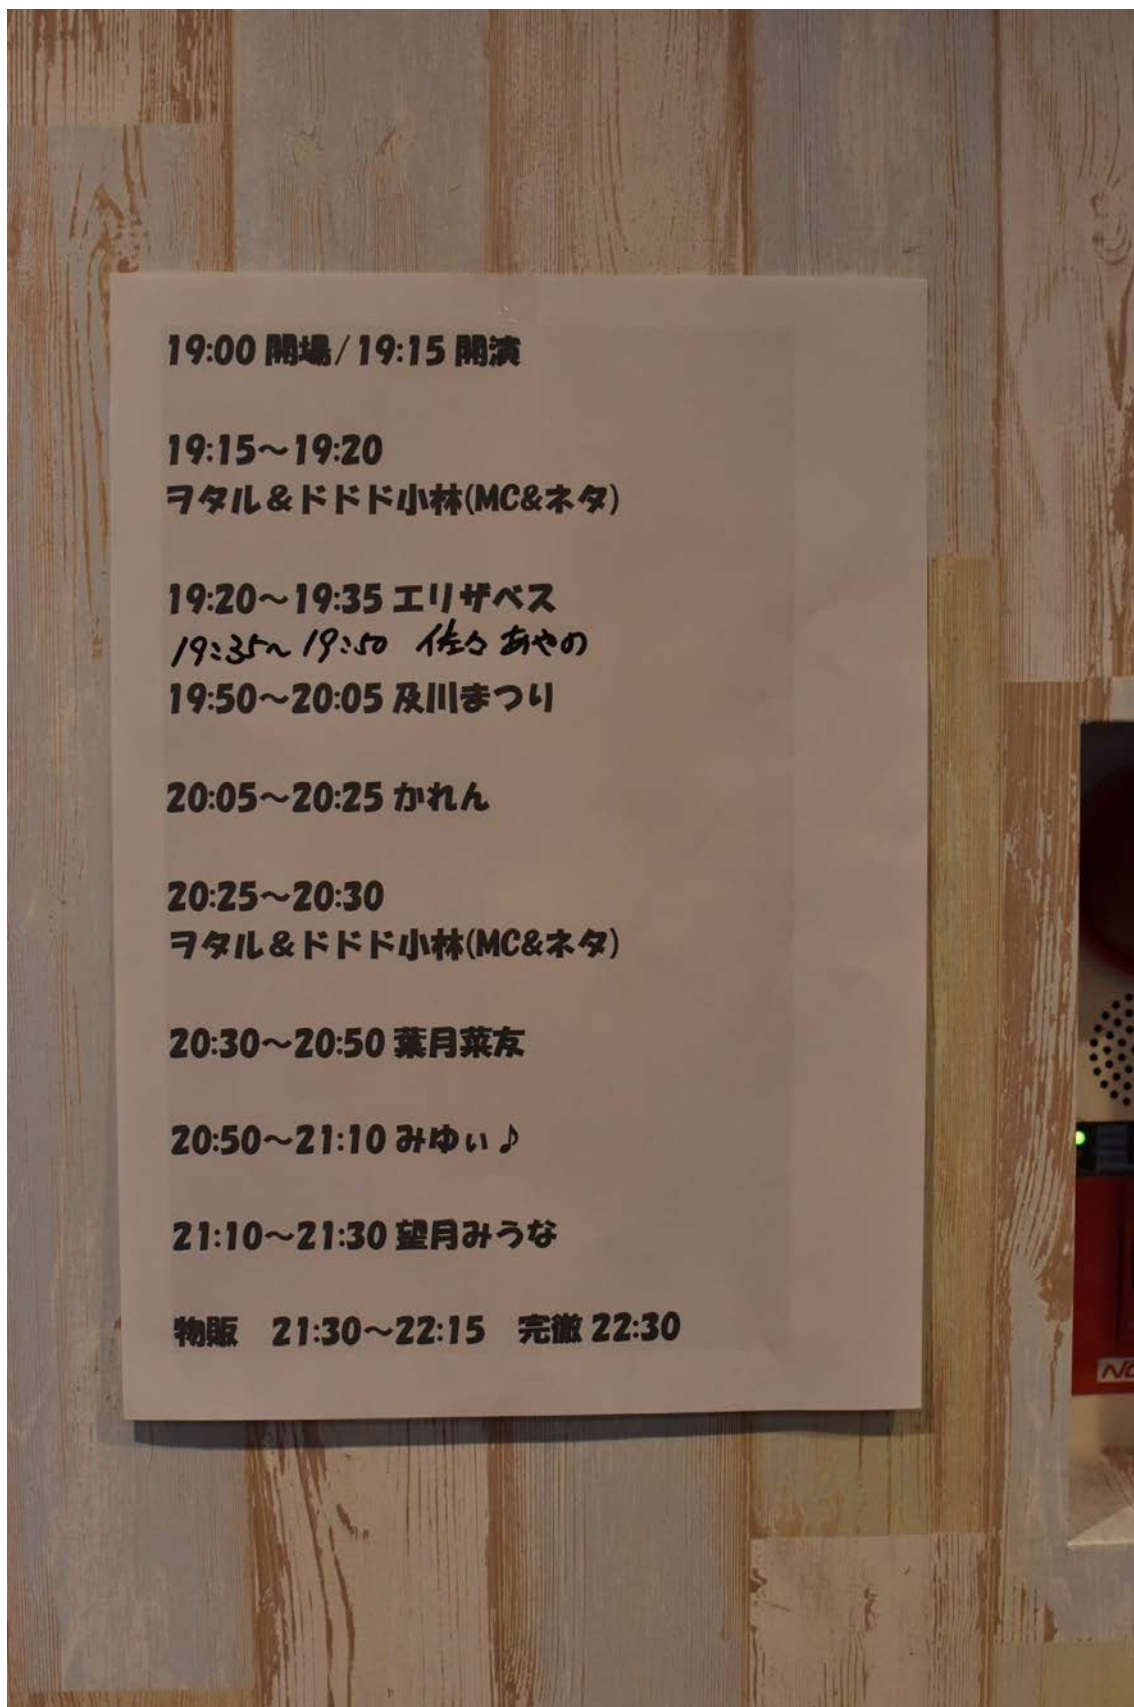 19:00 開場/19:15 開演
19:15～19:20
ヲタル&ドドド小林(MC&ネタ)
19:20～19:35 エリザベス
19:35～19:50 佐々あやの
19:50～20:05 及川まつり
20:05～20:25 かれん
20:25～20:30
ヲタル&ドドド小林(MC&ネタ)
20:30～20:50 葉月菜友
20:50～21:10 みゆぃ♪
21:10～21:30 望月みうな
物販　21:30～22:15　完徹 22:30